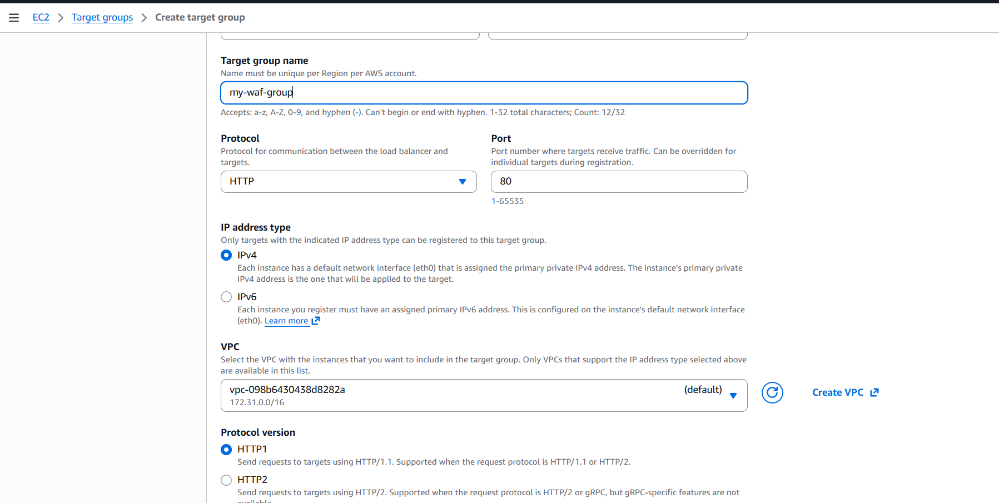 EC2
Target groups
Create target group
Target group name
Name must be unique per Region per AWS account.
my-waf-group
Accepts: a-z, A-Z, 0-9, and hyphen (-). Can't begin or end with hyphen. 1-32 total characters; Count: 12/32
Protocol
Protocol for communication between the load balancer and
targets.
HTTP
Port
Port number where targets receive traffic. Can be overridden for
individual targets during registration.
80
1-65535
IP address type
Only targets with the indicated IP address type can be registered to this target group.
IPv4
Each instance has a default network interface (eth0) that is assigned the primary private IPv4 address. The instance's primary private
IPv4 address is the one that will be applied to the target.
IPv6
Each instance you register must have an assigned primary IPv6 address. This is configured on the instance's default network interface
(eth0). Learn more
VPC
Select the VPC with the instances that you want to include in the target group. Only VPCs that support the IP address type selected above
are available in this list.
vpc-098b6430438d8282a (default)
172.31.0.0/16
Create VPC
Protocol version
HTTP1
Send requests to targets using HTTP/1.1. Supported when the request protocol is HTTP/1.1 or HTTP/2.
HTTP2
Send requests to targets using HTTP/2. Supported when the request protocol is HTTP/2 or gRPC, but gRPC-specific features are not